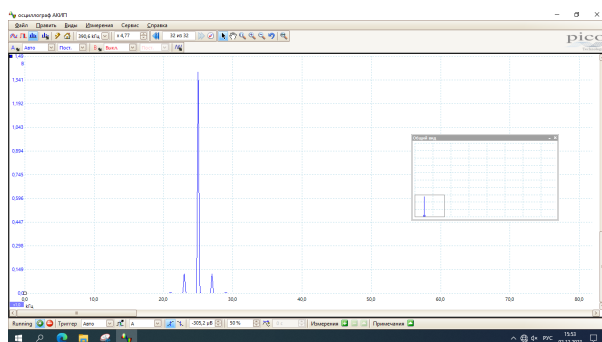 осциллограф АКИП
Файл Править Виды Измерения Сервис Справка
390,6 кГц x 4,77 32 из 32
pico
A Авто Пост. B Выкл.
1,49
В
1,341
1,192
1,043
0,894
0,745
0,596
0,447
0,298
0,149
0,0
Общий вид
0,0 10,0 20,0 30,0 40,0 50,0 60,0 70,0 80,0
кГц
Running Триггер Авто A 50% Измерения Примечания
РУС 15:53